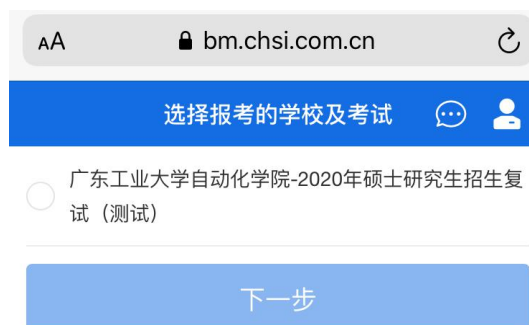 AA bm.chsi.com.cn
选择报考的学校及考试
广东工业大学自动化学院-2020年硕士研究生招生复
试（测试）
下一步